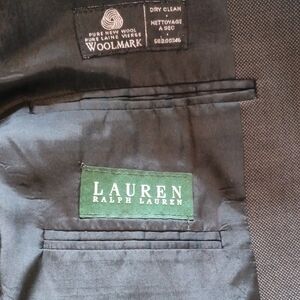 PURE NEW WOOL
PURE LAINE VIERGE
WOOLMARK
DRY CLEAN
NETTOYAGE
A SEC
LAUREN
RALPH LAUREN